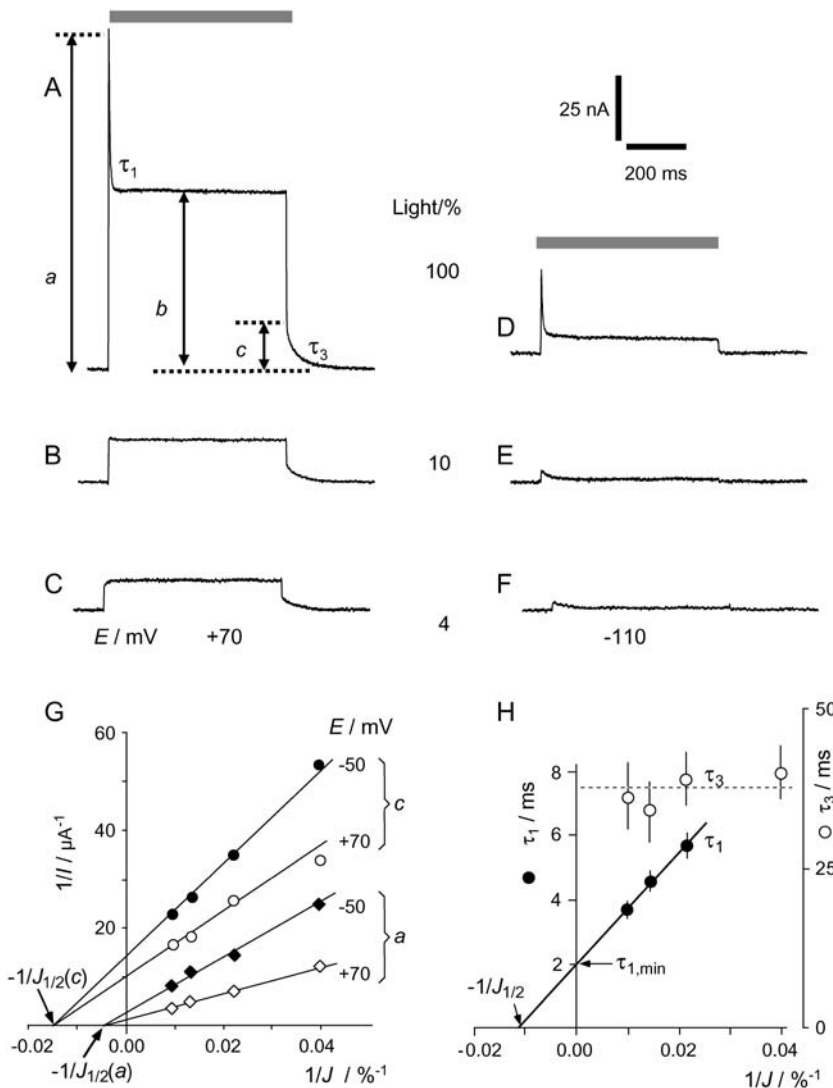 A
a
τ1
b
c
τ3
25 nA
200 ms
Light/%
100
D
B
10
E
C
4
F
E / mV +70
-110
G
E / mV
60
-50
c
+70
40
-50
a
+70
20
1/I / µA-1
-1/J1/2(c)
-0.02 0.00 0.02 0.04
-1/J1/2(a)
1/J / %-1
H
50
8
τ3
τ1
6
25
4
2
τ1,min
-1/J1/2
0
0
τ1 / ms
τ3 / ms
-0.02 0.00 0.02 0.04
1/J / %-1